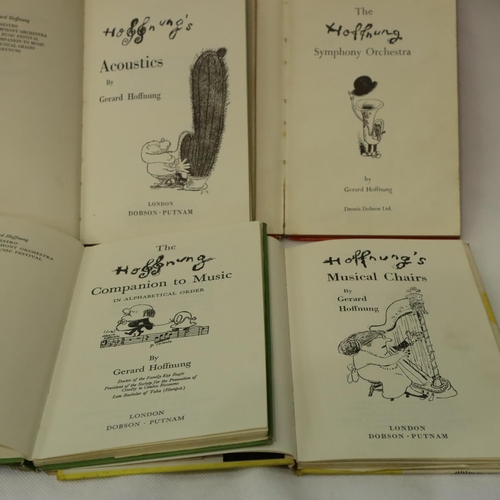 Hoffnung's
Acoustics
By
Gerard Hoffnung
LONDON
DOBSON · PUTNAM
The
Hoffnung
Symphony Orchestra
by
Gerard Hoffnung
Dennis Dobson Ltd.
The
Hoffnung
Companion to Music
IN ALPHABETICAL ORDER
By
Gerard Hoffnung
LONDON
DOBSON · PUTNAM
Hoffnung's
Musical Chairs
By
Gerard
Hoffnung
LONDON
DOBSON · PUTNAM